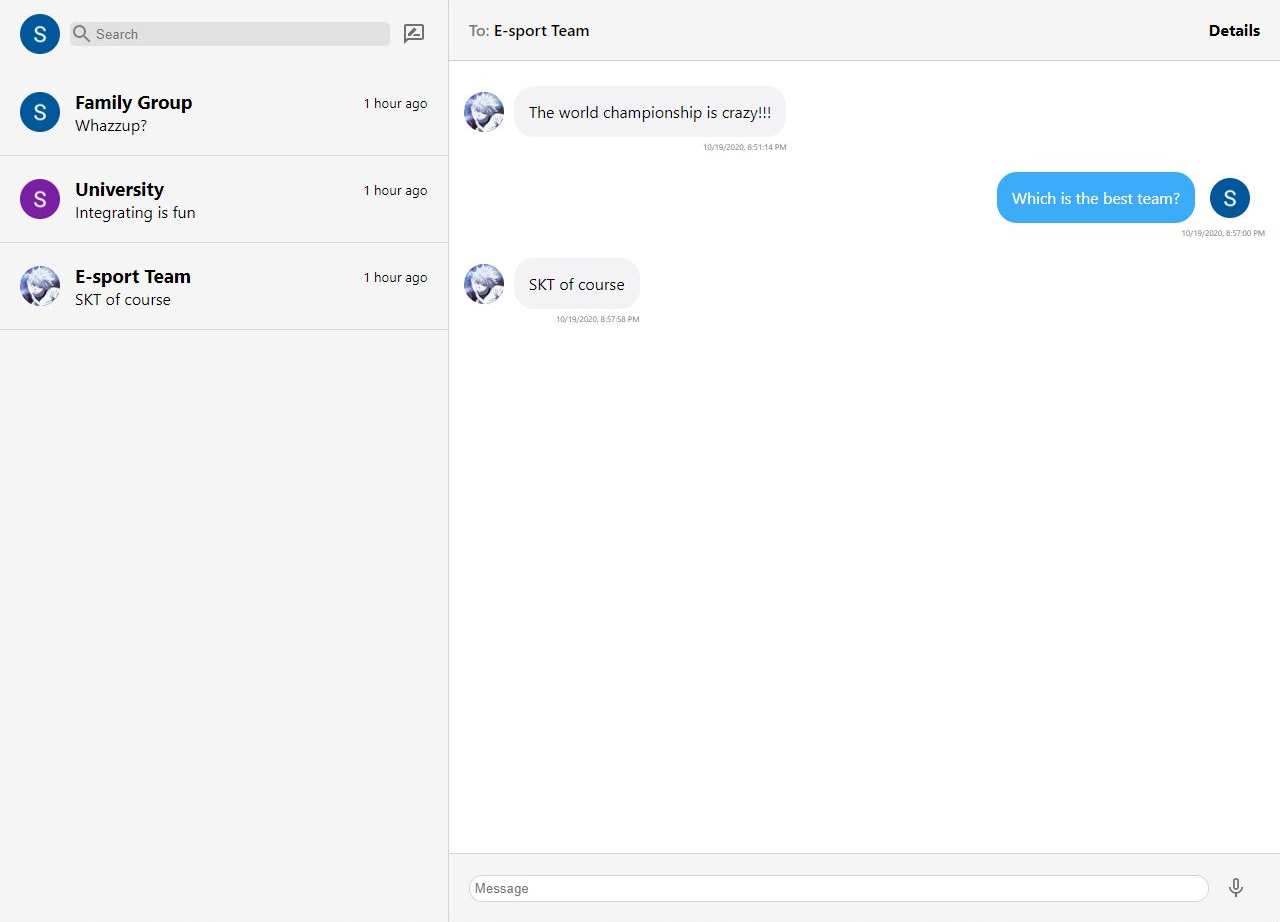 S
Search
S
Family Group
1 hour ago
Whazzup?
S
University
1 hour ago
Integrating is fun
E-sport Team
1 hour ago
SKT of course
To: E-sport Team
Details
The world championship is crazy!!!
10/19/2020, 8:51:14 PM
Which is the best team?
S
10/19/2020, 8:57:00 PM
SKT of course
10/19/2020, 8:57:58 PM
Message